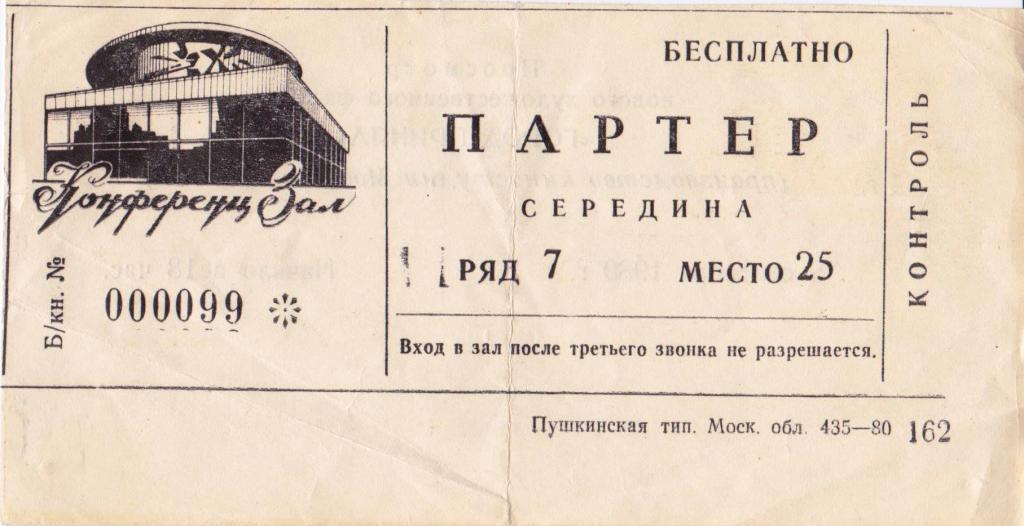 Конференц Зал
Б/кн. №
000099
БЕСПЛАТНО
ПАРТЕР
СЕРЕДИНА
РЯД 7 МЕСТО 25
Вход в зал после третьего звонка не разрешается.
КОНТРОЛЬ
Пушкинская тип. Моск. обл. 435—80 162